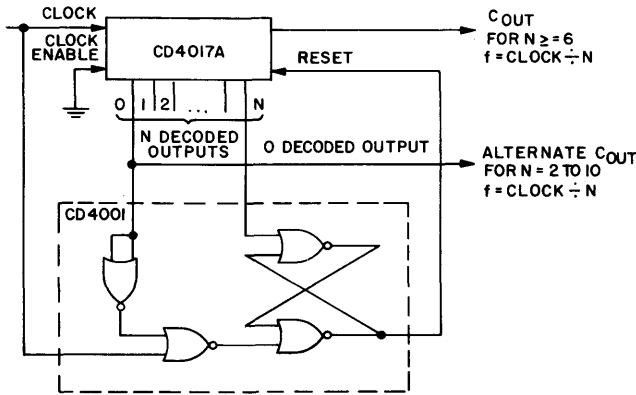 CLOCK
CLOCK
ENABLE
CD4017A
C OUT
FOR N ≥ = 6
f = CLOCK ÷ N
RESET
0 1 2 ... N
N DECODED
OUTPUTS
O DECODED OUTPUT
ALTERNATE C OUT
FOR N = 2 TO 10
f = CLOCK ÷ N
CD4001